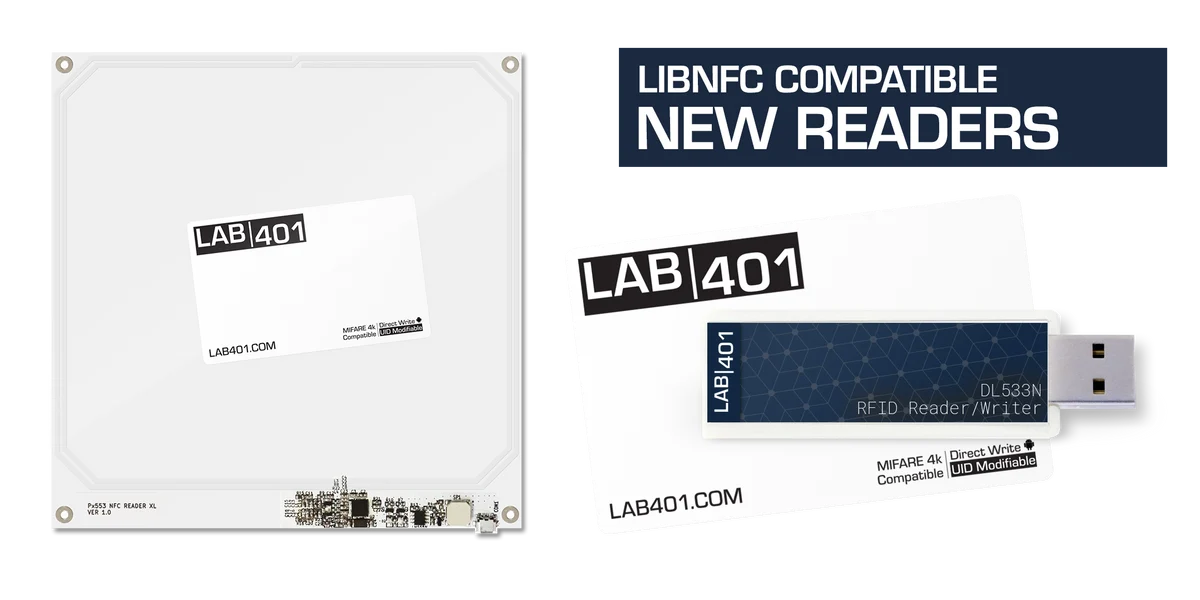 LIBNFC COMPATIBLE
NEW READERS
LAB|401
MIFARE 4k
Compatible
Direct Write
UID Modifiable
LAB401.COM
Px553 NFC READER XL
VER 1.0
LAB|401
LAB|401
DL533N
RFID Reader/Writer
MIFARE 4k
Compatible
Direct Write
UID Modifiable
LAB401.COM